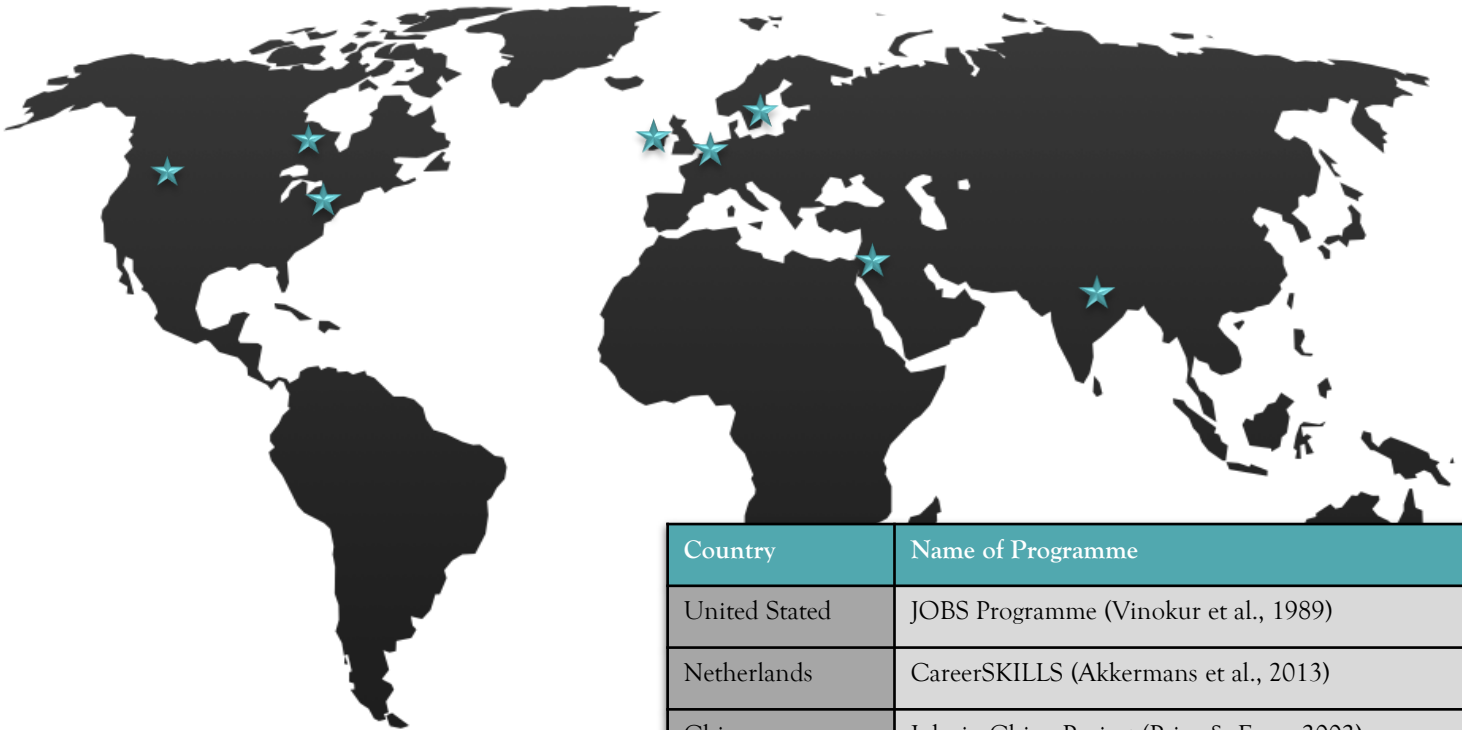 Country Name of Programme
United Stated JOBS Programme (Vinokur et al., 1989)
Netherlands CareerSKILLS (Akkermans et al., 2013)